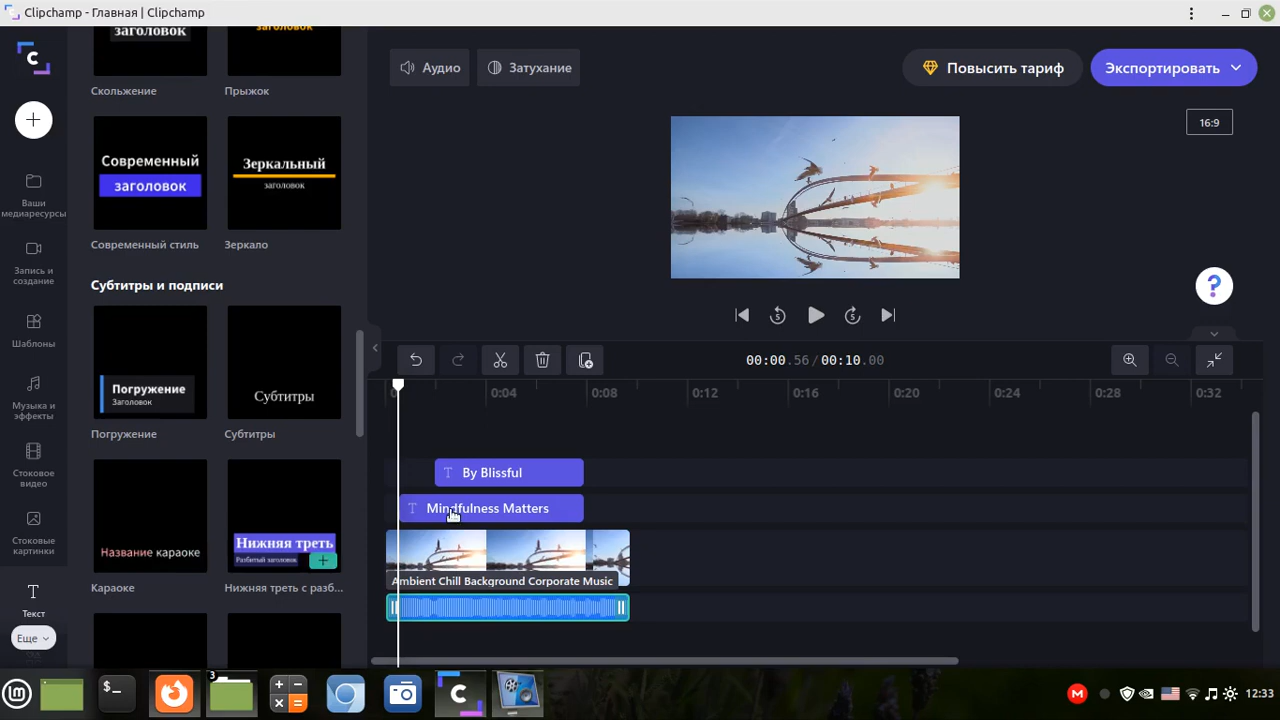 Clipchamp - Главная | Clipchamp
заголовок
Скольжение
Прыжок
Современный
заголовок
Современный стиль
Зеркальный
заголовок
Зеркало
Субтитры и подписи
Погружение
Заголовок
Погружение
Субтитры
Субтитры
Название караоке
Караоке
Нижняя треть
Разбитый заголовок
Нижняя треть с разб...
Ваши
медиаресурсы
Запись и
создание
Шаблоны
Музыка и
эффекты
Стоковое
видео
Стоковые
картинки
Текст
Еще
Аудио
Затухание
Повысить тариф
Экспортировать
16:9
5
5
?
00:00.56 / 00:10.00
0:04
0:08
0:12
0:16
0:20
0:24
0:28
0:32
T By Blissful
T Mindfulness Matters
Ambient Chill Background Corporate Music
3
12:33